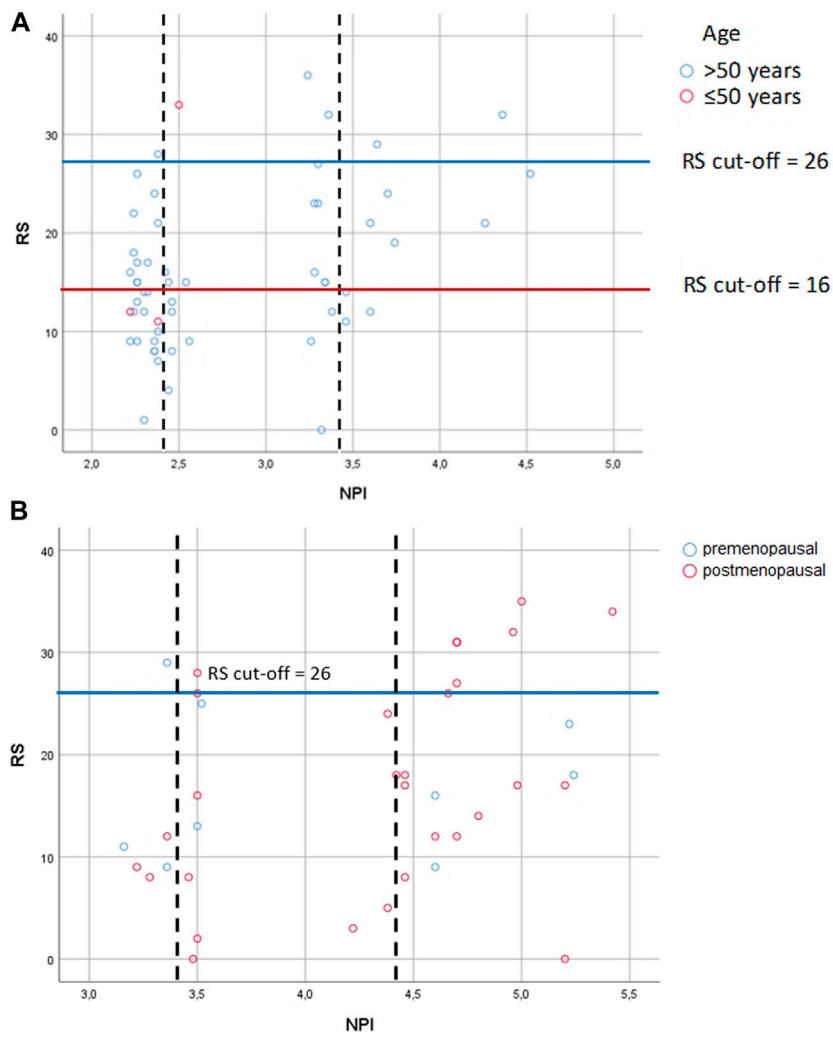 A
Age
>50 years
≤50 years
RS cut-off = 26
RS cut-off = 16
RS
40
30
20
10
0
2,0 2,5 3,0 3,5 4,0 4,5 5,0
NPI
B
premenopausal
postmenopausal
RS cut-off = 26
RS
40
30
20
10
0
3,0 3,5 4,0 4,5 5,0 5,5
NPI